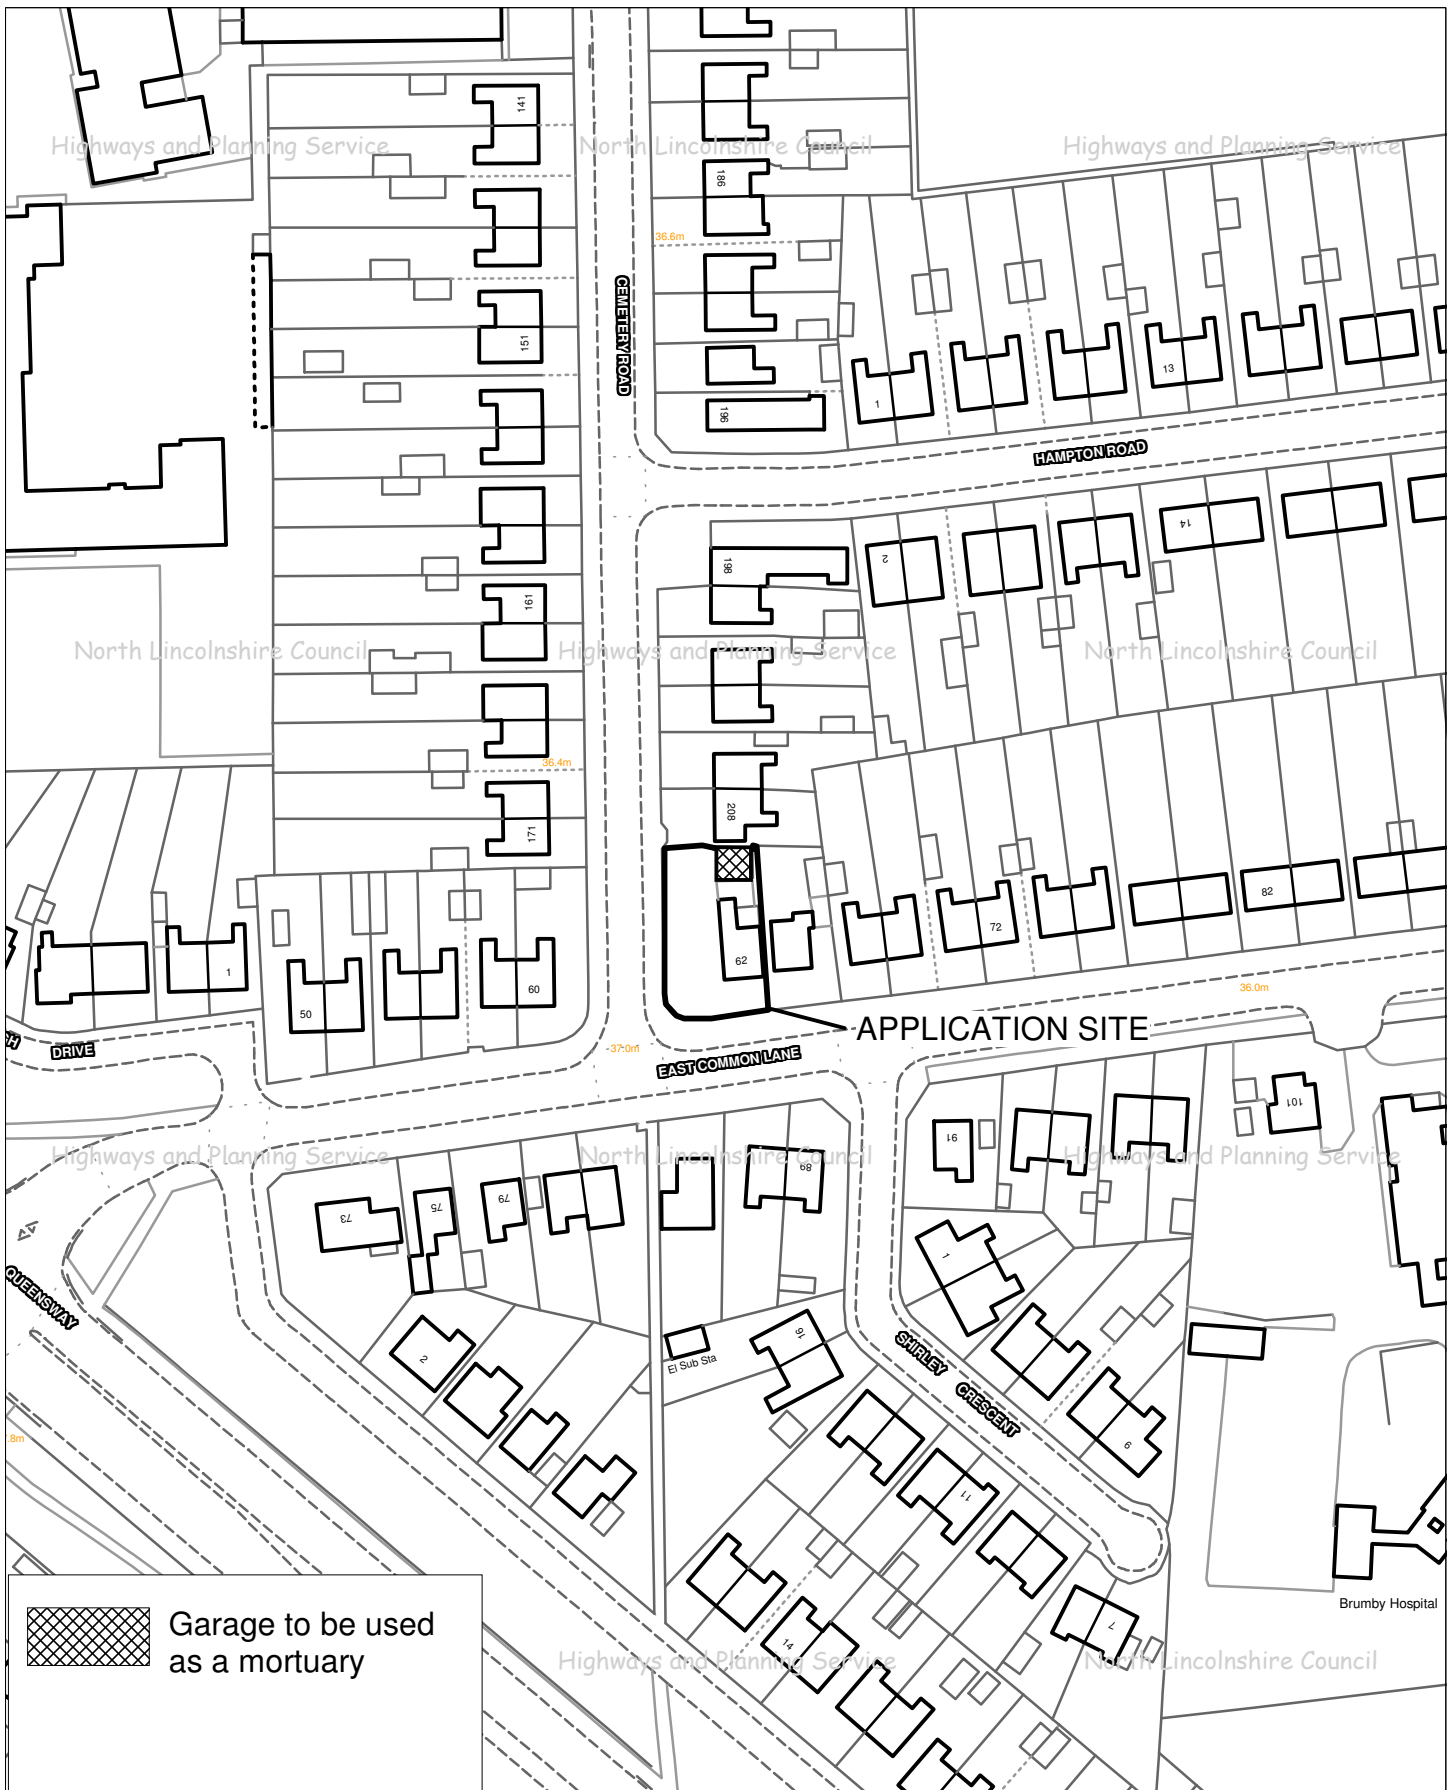 141
Highways and Planning Service
North Lincolnshire Council
Highways and Planning Service
186
36.6m
CEMETERY ROAD
151
13
1
196
HAMPTON ROAD
14
2
198
161
North Lincolnshire Council
Highways and Planning Service
North Lincolnshire Council
36.4m
208
171
82
72
62
1
60
50
36.0m
APPLICATION SITE
DRIVE
37.0m
EAST COMMON LANE
101
91
Highways and Planning Service
North Lincolnshire Council
Highways and Planning Service
89
79
75
73
1
QUEENSWAY
16
2
El Sub Sta
SHIRLEY CRESCENT
.8m
9
11
Brumby Hospital
7
14
Garage to be used
as a mortuary
Highways and Planning Service
North Lincolnshire Council